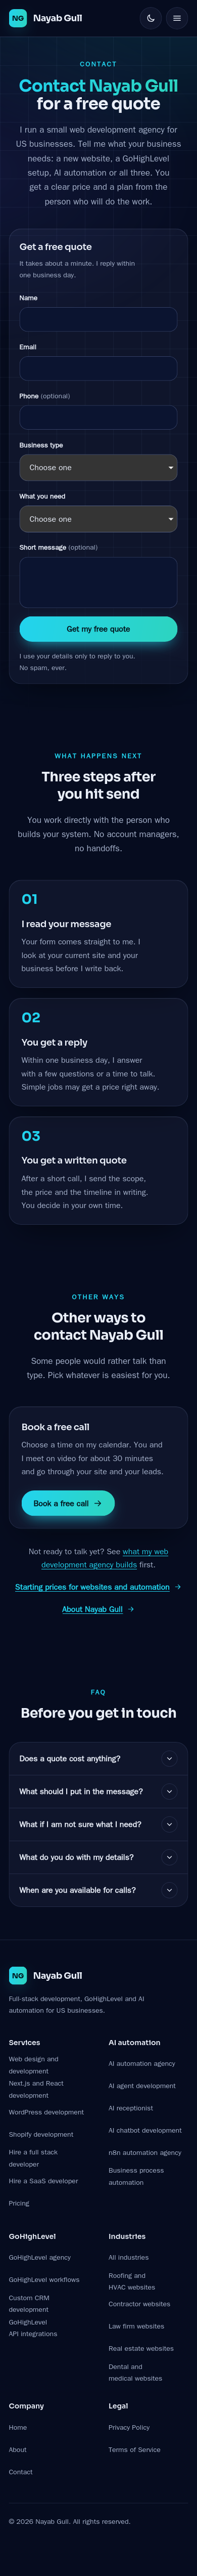 NG Nayab Gull
CONTACT
Contact Nayab Gull
for a free quote
I run a small web development agency for
US businesses. Tell me what your business
needs: a new website, a GoHighLevel
setup, AI automation or all three. You
get a clear price and a plan from the
person who will do the work.
Get a free quote
It takes about a minute. I reply within
one business day.
Name
Email
Phone (optional)
Business type
Choose one
What you need
Choose one
Short message (optional)
Get my free quote
I use your details only to reply to you.
No spam, ever.
WHAT HAPPENS NEXT
Three steps after
you hit send
You work directly with the person who
builds your system. No account managers,
no handoffs.
01
I read your message
Your form comes straight to me. I
look at your current site and your
business before I write back.
02
You get a reply
Within one business day, I answer
with a few questions or a time to talk.
Simple jobs may get a price right away.
03
You get a written quote
After a short call, I send the scope,
the price and the timeline in writing.
You decide in your own time.
OTHER WAYS
Other ways to
contact Nayab Gull
Some people would rather talk than
type. Pick whatever is easiest for you.
Book a free call
Choose a time on my calendar. You and
I meet on video for about 30 minutes
and go through your site and your leads.
Book a free call →
Not ready to talk yet? See what my web
development agency builds first.
Starting prices for websites and automation →
About Nayab Gull →
FAQ
Before you get in touch
Does a quote cost anything?
What should I put in the message?
What if I am not sure what I need?
What do you do with my details?
When are you available for calls?
NG Nayab Gull
Full-stack development, GoHighLevel and AI
automation for US businesses.
Services
Web design and
development
Next.js and React
development
WordPress development
Shopify development
Hire a full stack
developer
Hire a SaaS developer
Pricing
AI automation
AI automation agency
AI agent development
AI receptionist
AI chatbot development
n8n automation agency
Business process
automation
GoHighLevel
GoHighLevel agency
GoHighLevel workflows
Custom CRM
development
GoHighLevel
API integrations
Industries
All industries
Roofing and
HVAC websites
Contractor websites
Law firm websites
Real estate websites
Dental and
medical websites
Company
Home
About
Contact
Legal
Privacy Policy
Terms of Service
© 2026 Nayab Gull. All rights reserved.